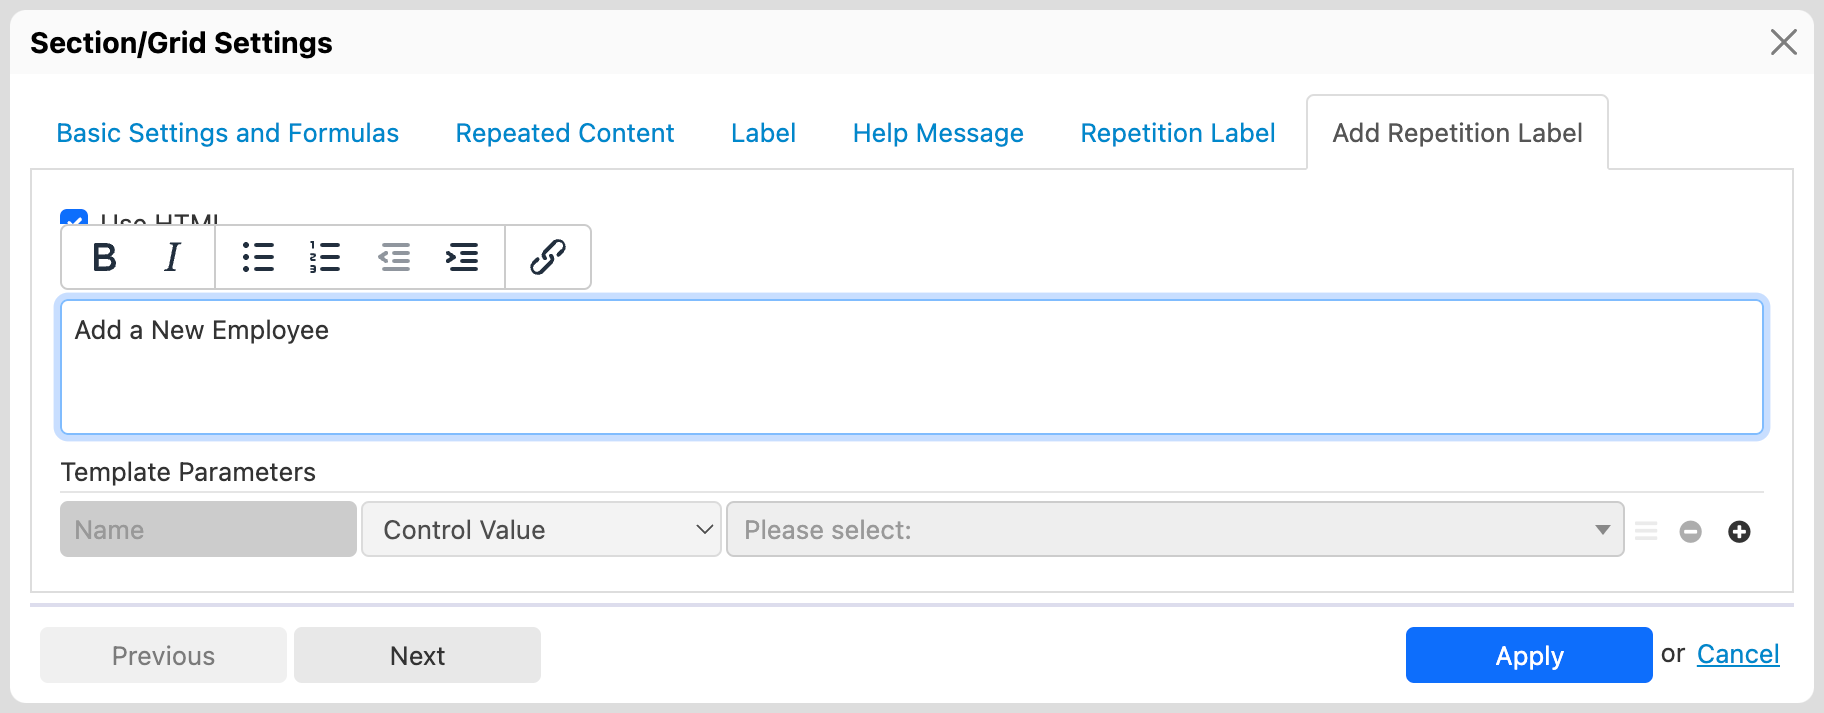 Section/Grid Settings
Basic Settings and Formulas Repeated Content Label Help Message Repetition Label Add Repetition Label
Use HTML
B I
Add a New Employee
Template Parameters
Name Control Value Please select:
Previous Next Apply or Cancel